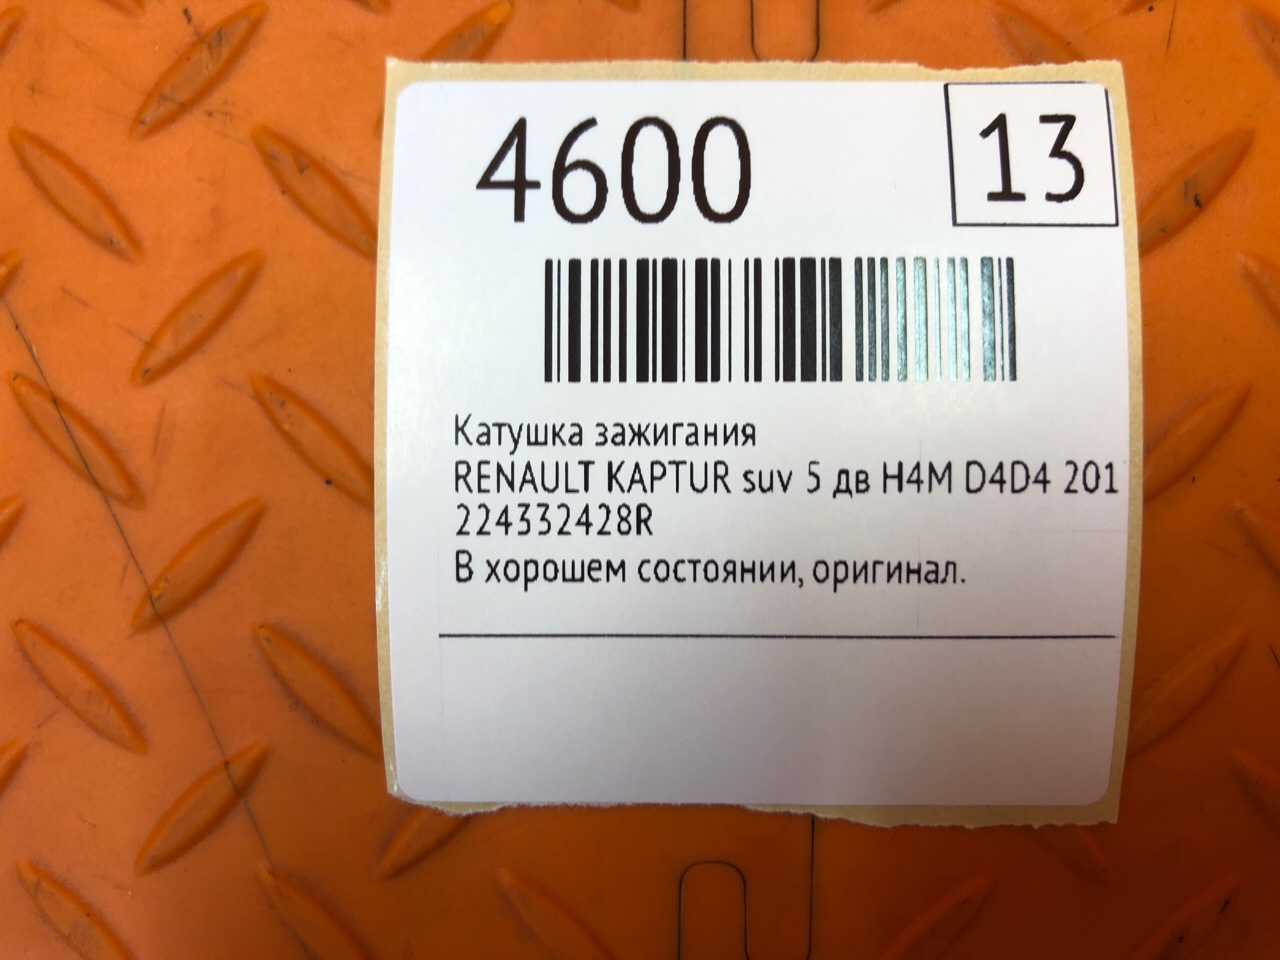 4600
13
Катушка зажигания
RENAULT KAPTUR suv 5 дв H4M D4D4 201
224332428R
В хорошем состоянии, оригинал.